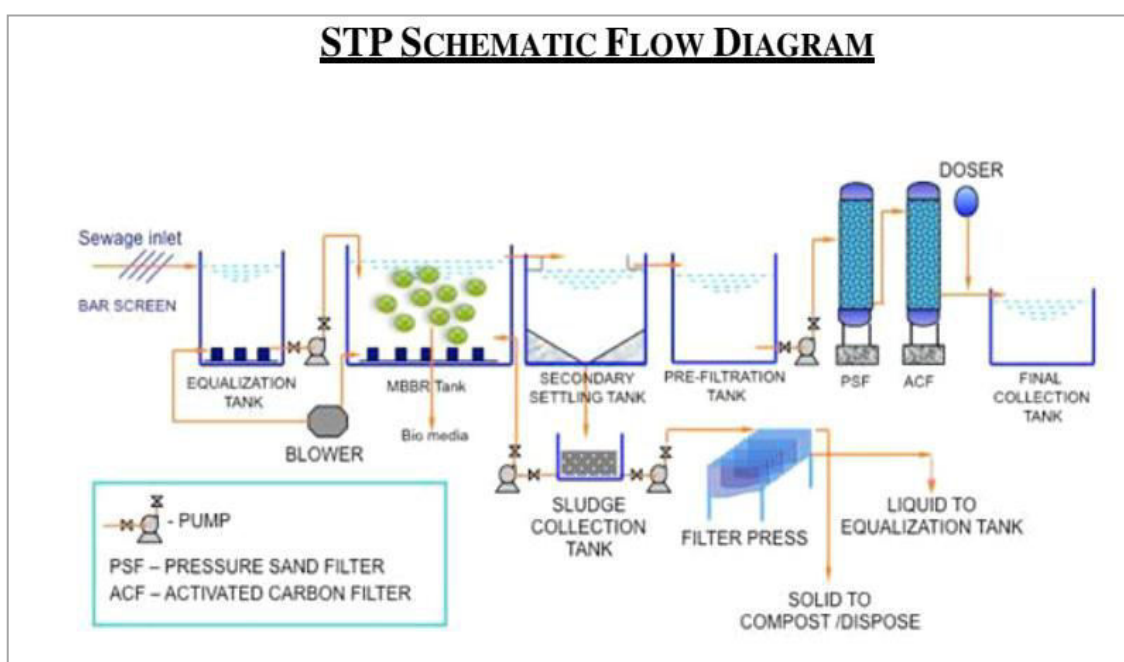 STP SCHEMATIC FLOW DIAGRAM
DOSER
Sewage inlet
BAR SCREEN
EQUALIZATION
TANK
MBBR Tank
SECONDARY
SETTLING TANK
PRE-FILTRATION
TANK
PSF
ACF
FINAL
COLLECTION
TANK
BLOWER
Bio media
SLUDGE
COLLECTION
TANK
FILTER PRESS
LIQUID TO
EQUALIZATION TANK
SOLID TO
COMPOST /DISPOSE
- PUMP
PSF – PRESSURE SAND FILTER
ACF – ACTIVATED CARBON FILTER